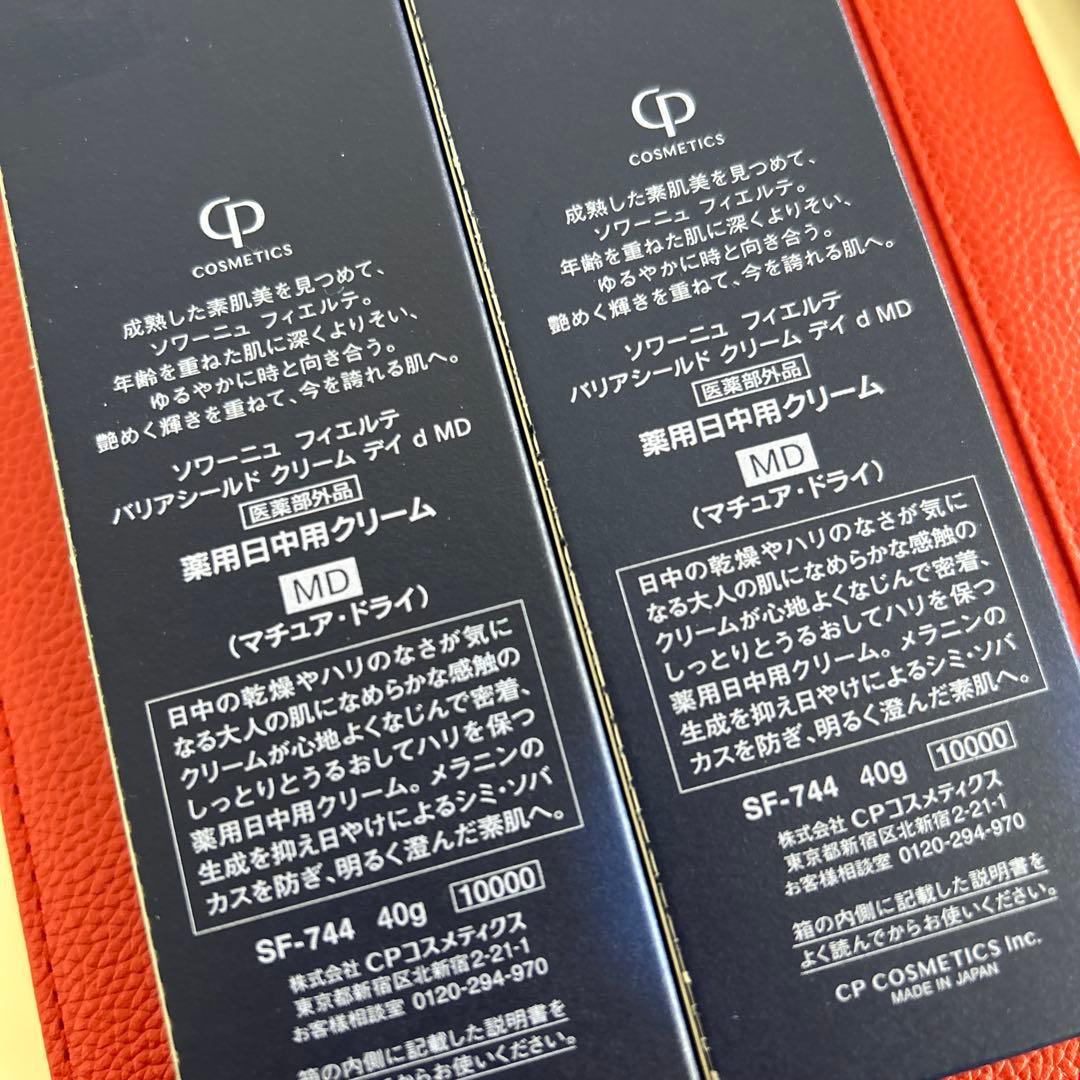 CP
COSMETICS
成熟した素肌美を見つめて、
ソワーニュ フィエルテ。
年齢を重ねた肌に深くよりそい、
ゆるやかに時と向き合う。
艶めく輝きを重ねて、今を誇れる肌へ。
ソワーニュ フィエルテ
バリアシールド クリーム デイ d MD
医薬部外品
薬用日中用クリーム
MD
(マチュア・ドライ)
日中の乾燥やハリのなさが気に
なる大人の肌になめらかな感触の
クリームが心地よくなじんで密着、
しっとりとうるおしてハリを保つ
薬用日中用クリーム。メラニンの
生成を抑え日やけによるシミ・ソバ
カスを防ぎ、明るく澄んだ素肌へ。
SF-744 40g 10000
株式会社 CPコスメティクス
東京都新宿区北新宿2-21-1
お客様相談室 0120-294-970
箱の内側に記載した説明書を
よく読んでからお使いください。
CP
COSMETICS
成熟した素肌美を見つめて、
ソワーニュ フィエルテ。
年齢を重ねた肌に深くよりそい、
ゆるやかに時と向き合う。
艶めく輝きを重ねて、今を誇れる肌へ。
ソワーニュ フィエルテ
バリアシールド クリーム デイ d MD
医薬部外品
薬用日中用クリーム
MD
(マチュア・ドライ)
日中の乾燥やハリのなさが気に
なる大人の肌になめらかな感触の
クリームが心地よくなじんで密着、
しっとりとうるおしてハリを保つ
薬用日中用クリーム。メラニンの
生成を抑え日やけによるシミ・ソバ
カスを防ぎ、明るく澄んだ素肌へ。
SF-744 40g 10000
株式会社 CPコスメティクス
東京都新宿区北新宿2-21-1
お客様相談室 0120-294-970
箱の内側に記載した説明書を
よく読んでからお使いください。
CP COSMETICS Inc.
MADE IN JAPAN